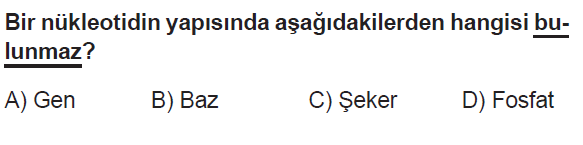 Bir nükleotidin yapısında aşağıdakilerden hangisi bu-
lunmaz?
A) Gen B) Baz C) Şeker D) Fosfat